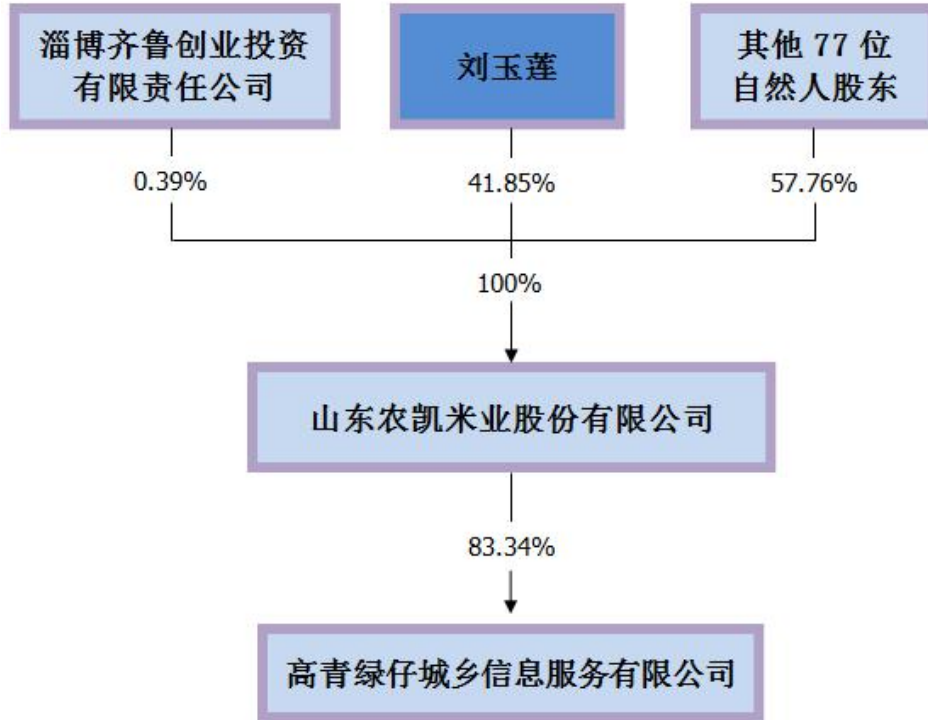 淄博齐鲁创业投资
有限责任公司
刘玉莲
其他 77 位
自然人股东
0.39%
41.85%
57.76%
100%
山东农凯米业股份有限公司
83.34%
高青绿仔城乡信息服务有限公司